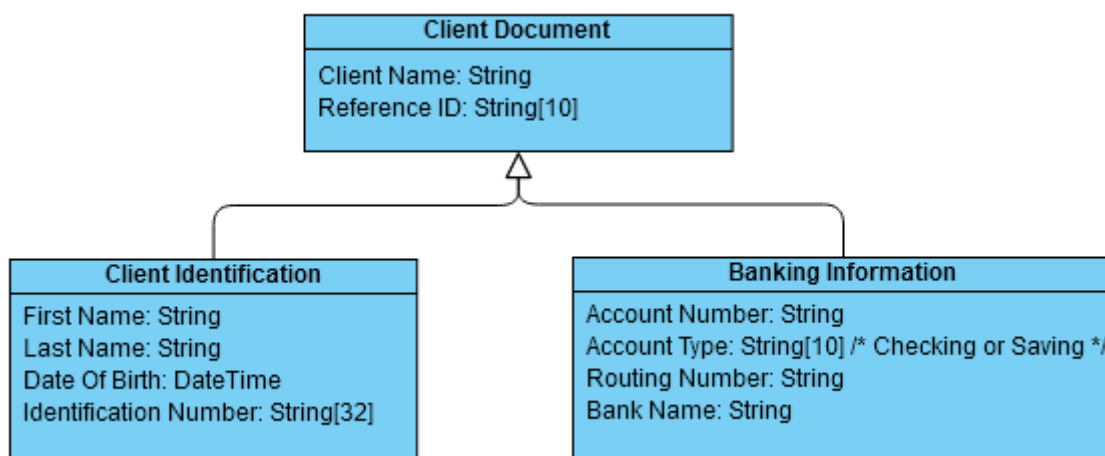 Client Document
Client Name: String
Reference ID: String[10]
Client Identification
First Name: String
Last Name: String
Date Of Birth: DateTime
Identification Number: String[32]
Banking Information
Account Number: String
Account Type: String[10] /* Checking or Saving */
Routing Number: String
Bank Name: String